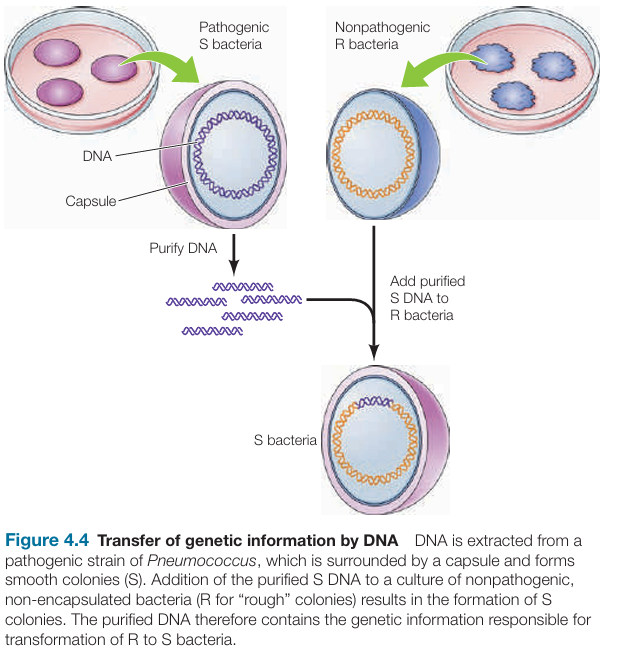 Pathogenic
S bacteria
Nonpathogenic
R bacteria
DNA
Capsule
Purify DNA
Add purified
S DNA to
R bacteria
S bacteria
Figure 4.4 Transfer of genetic information by DNA DNA is extracted from a
pathogenic strain of Pneumococcus, which is surrounded by a capsule and forms
smooth colonies (S). Addition of the purified S DNA to a culture of nonpathogenic,
non-encapsulated bacteria (R for “rough” colonies) results in the formation of S
colonies. The purified DNA therefore contains the genetic information responsible for
transformation of R to S bacteria.